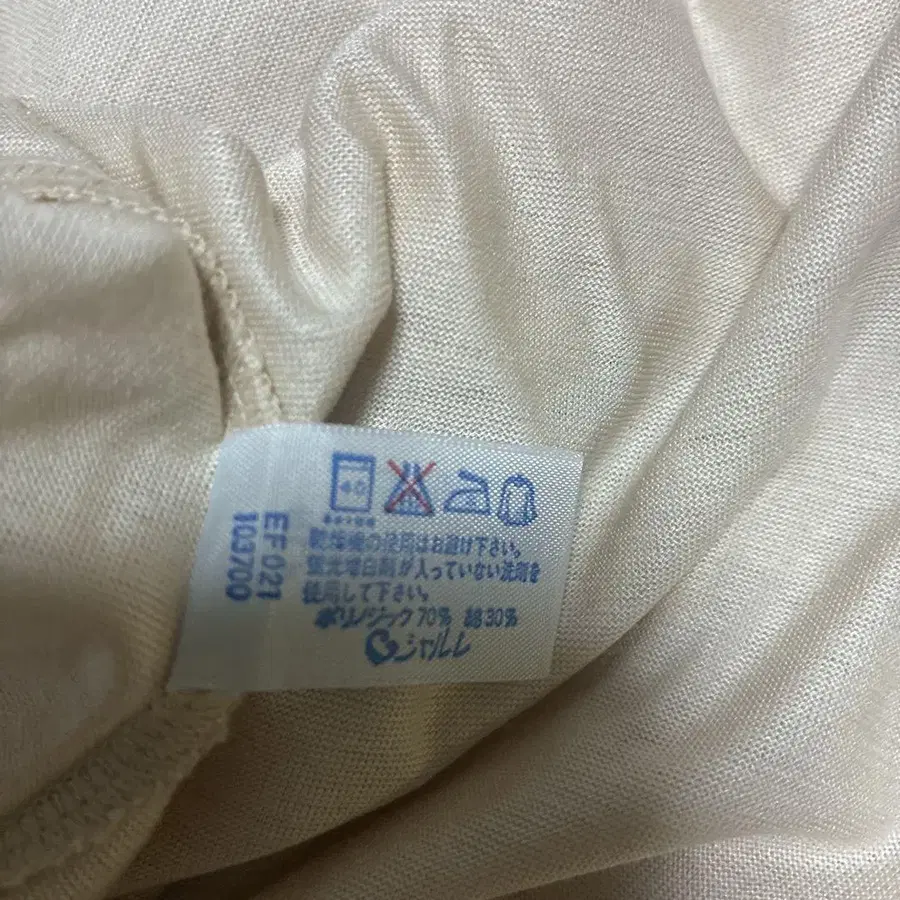 40
乾燥機の使用はお避け下さい。
蛍光増白剤が入っていない洗剤を
使用して下さい。
ポリノジック 70% 綿 30%
シャルレ
EF 021
103700